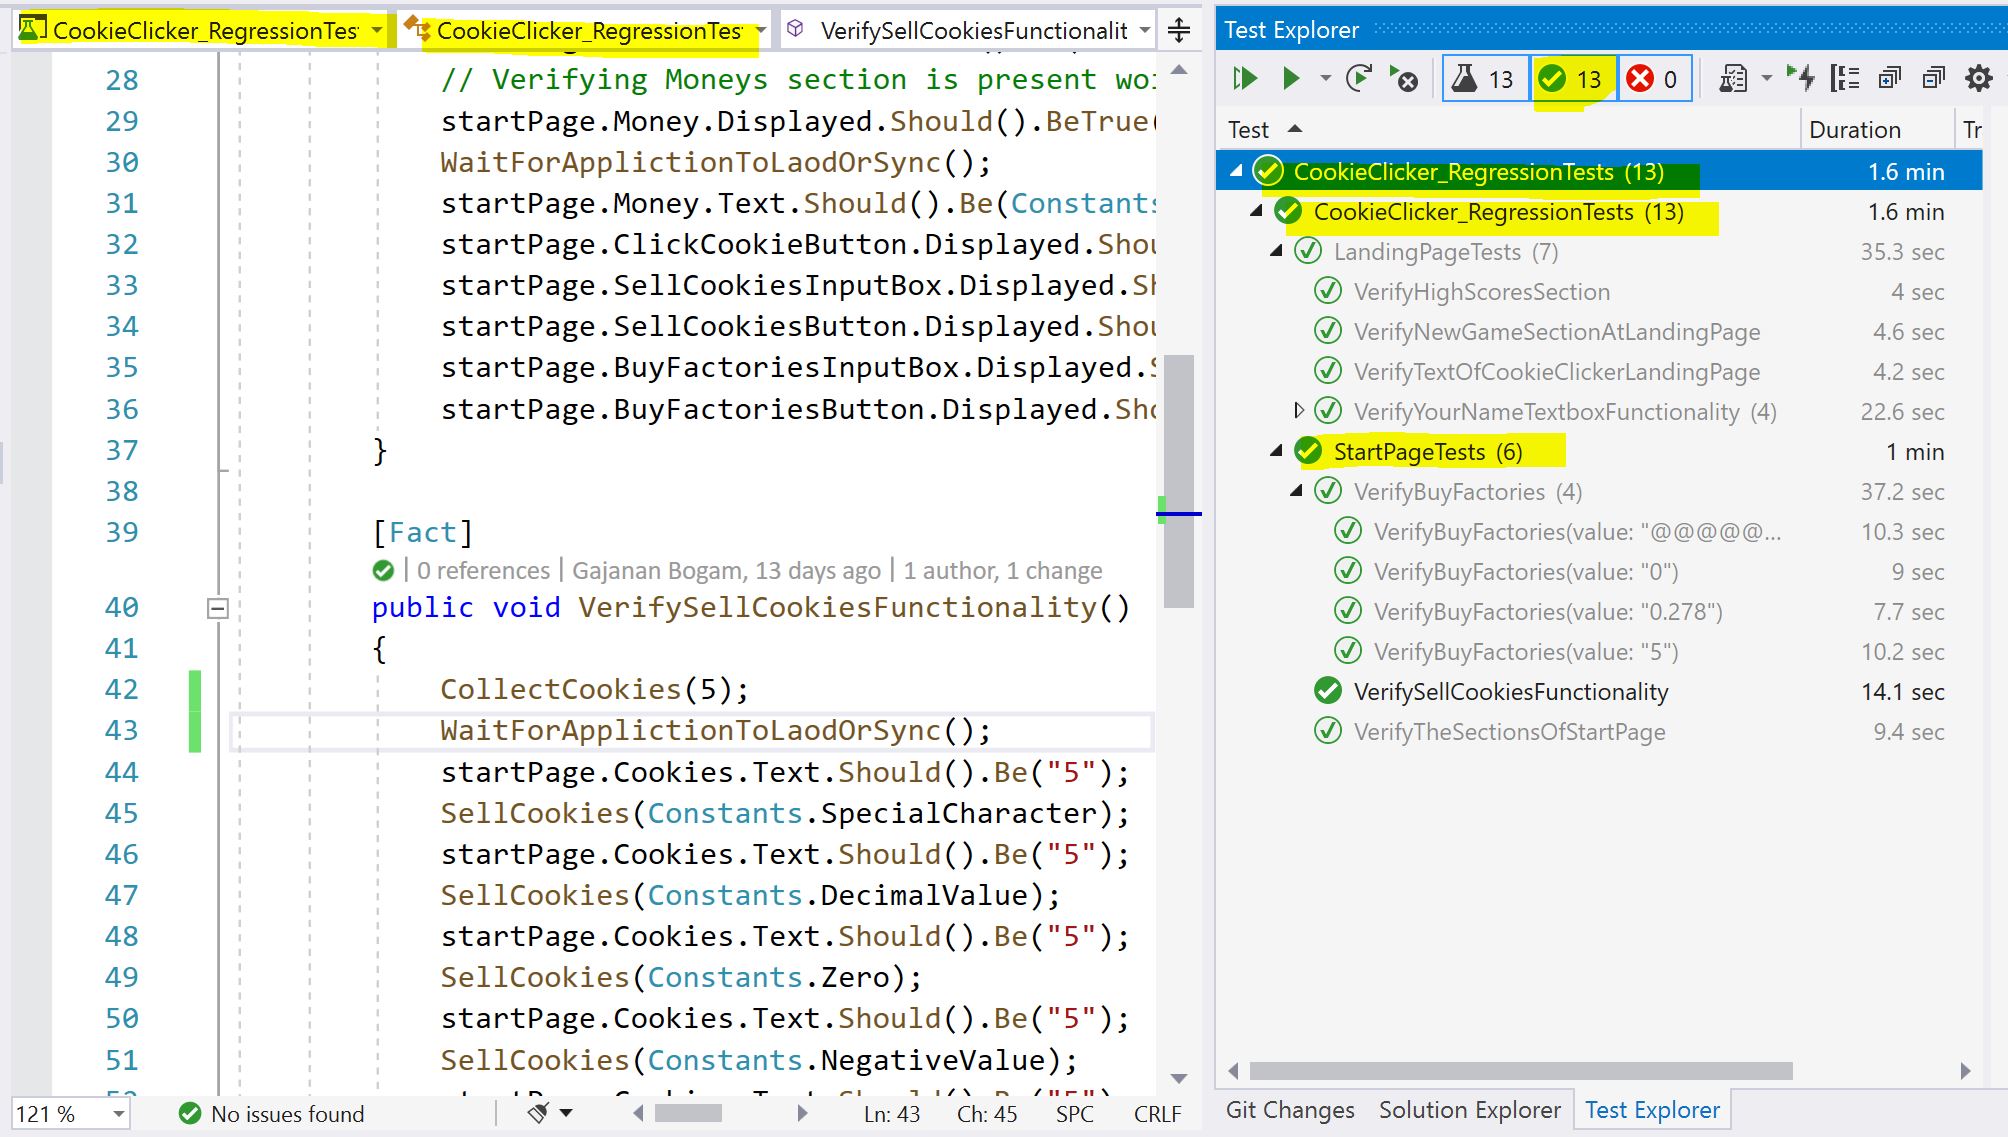 CookieClicker_RegressionTes
CookieClicker_RegressionTes
VerifySellCookiesFunctionalit
28 // Verifying Moneys section is present
29 startPage.Money.Displayed.Should().BeTrue(
30 WaitForApplictionToLaodOrSync();
31 startPage.Money.Text.Should().Be(Constants
32 startPage.ClickCookieButton.Displayed.Shou
33 startPage.SellCookiesInputBox.Displayed.Sh
34 startPage.SellCookiesButton.Displayed.Shou
35 startPage.BuyFactoriesInputBox.Displayed.S
36 startPage.BuyFactoriesButton.Displayed.Sho
37 }
38
39 [Fact]
0 references | Gajanan Bogam, 13 days ago | 1 author, 1 change
40 public void VerifySellCookiesFunctionality()
41 {
42 CollectCookies(5);
43 WaitForApplictionToLaodOrSync();
44 startPage.Cookies.Text.Should().Be("5");
45 SellCookies(Constants.SpecialCharacter);
46 startPage.Cookies.Text.Should().Be("5");
47 SellCookies(Constants.DecimalValue);
48 startPage.Cookies.Text.Should().Be("5");
49 SellCookies(Constants.Zero);
50 startPage.Cookies.Text.Should().Be("5");
51 SellCookies(Constants.NegativeValue);
121 %
No issues found
Ln: 43 Ch: 45 SPC CRLF
Test Explorer
13 13 0
Test Duration Tr
CookieClicker_RegressionTests (13) 1.6 min
CookieClicker_RegressionTests (13) 1.6 min
LandingPageTests (7) 35.3 sec
VerifyHighScoresSection 4 sec
VerifyNewGameSectionAtLandingPage 4.6 sec
VerifyTextOfCookieClickerLandingPage 4.2 sec
VerifyYourNameTextboxFunctionality (4) 22.6 sec
StartPageTests (6) 1 min
VerifyBuyFactories (4) 37.2 sec
VerifyBuyFactories(value: "@@@@@... 10.3 sec
VerifyBuyFactories(value: "0") 9 sec
VerifyBuyFactories(value: "0.278") 7.7 sec
VerifyBuyFactories(value: "5") 10.2 sec
VerifySellCookiesFunctionality 14.1 sec
VerifyTheSectionsOfStartPage 9.4 sec
Git Changes Solution Explorer Test Explorer